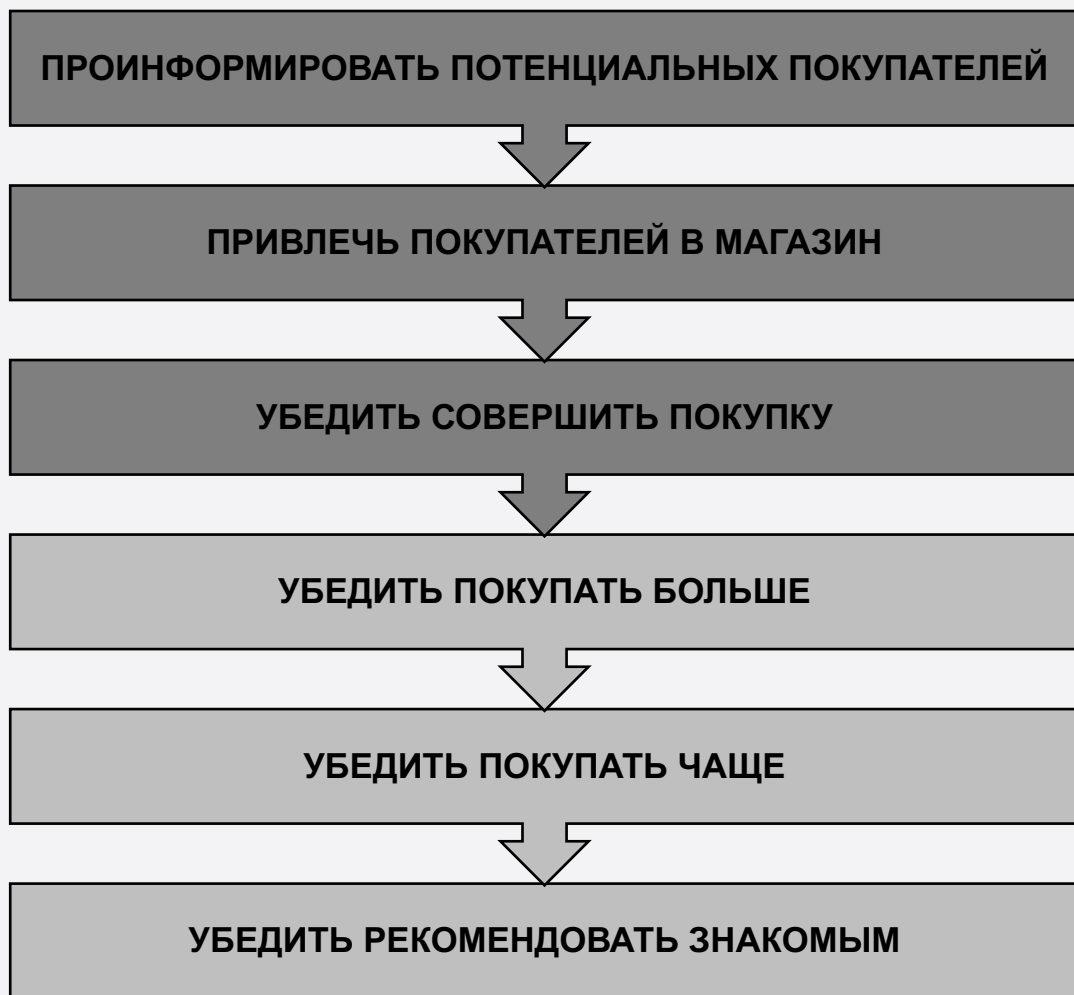 ПРОИНФОРМИРОВАТЬ ПОТЕНЦИАЛЬНЫХ ПОКУПАТЕЛЕЙ
ПРИВЛЕЧЬ ПОКУПАТЕЛЕЙ В МАГАЗИН
УБЕДИТЬ СОВЕРШИТЬ ПОКУПКУ
УБЕДИТЬ ПОКУПАТЬ БОЛЬШЕ
УБЕДИТЬ ПОКУПАТЬ ЧАЩЕ
УБЕДИТЬ РЕКОМЕНДОВАТЬ ЗНАКОМЫМ